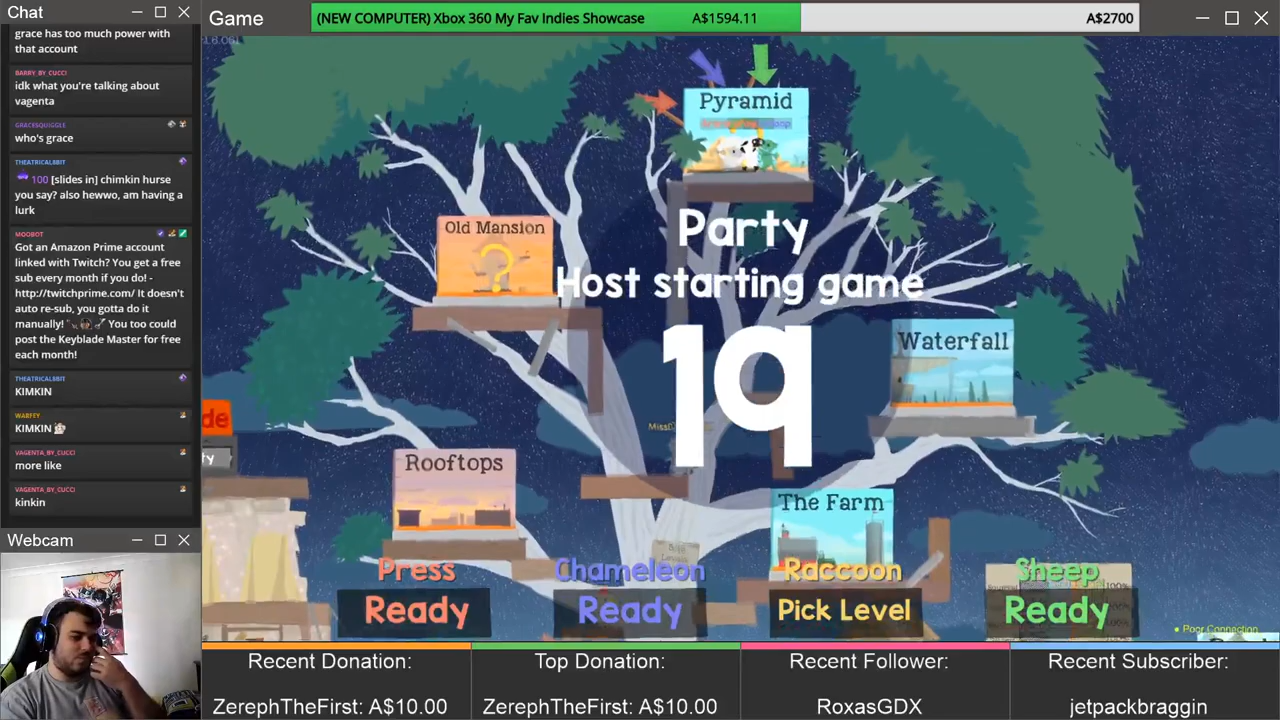 Chat
Game
(NEW COMPUTER) Xbox 360 My Fav Indies Showcase
A$1594.11
A$2700
grace has too much power with
that account
BARRY_BY_CUCCI
idk what you're talking about
vagenta
GRACESQUIGGLE
who's grace
THEATRICAL8BIT
100 [slides in] chimkin hurse
you say? also hewwo, am having a
lurk
MOOBOT
Got an Amazon Prime account
linked with Twitch? You get a free
sub every month if you do! -
http://twitchprime.com/ It doesn't
auto re-sub, you gotta do it
manually! You too could
post the Keyblade Master for free
each month!
THEATRICAL8BIT
KIMKIN
WABFEY
KIMKIN
VAGENTA_BY_CUCCI
more like
VAGENTA_BY_CUCCI
kinkin
Webcam
Pyramid
Old Mansion
?
Party
Host starting game
19
Waterfall
Rooftops
The Farm
Press
Ready
Chameleon
Ready
Raccoon
Pick Level
Sheep
Ready
Poor Connection
Recent Donation:
ZerephTheFirst: A$10.00
Top Donation:
ZerephTheFirst: A$10.00
Recent Follower:
RoxasGDX
Recent Subscriber:
jetpackbraggin